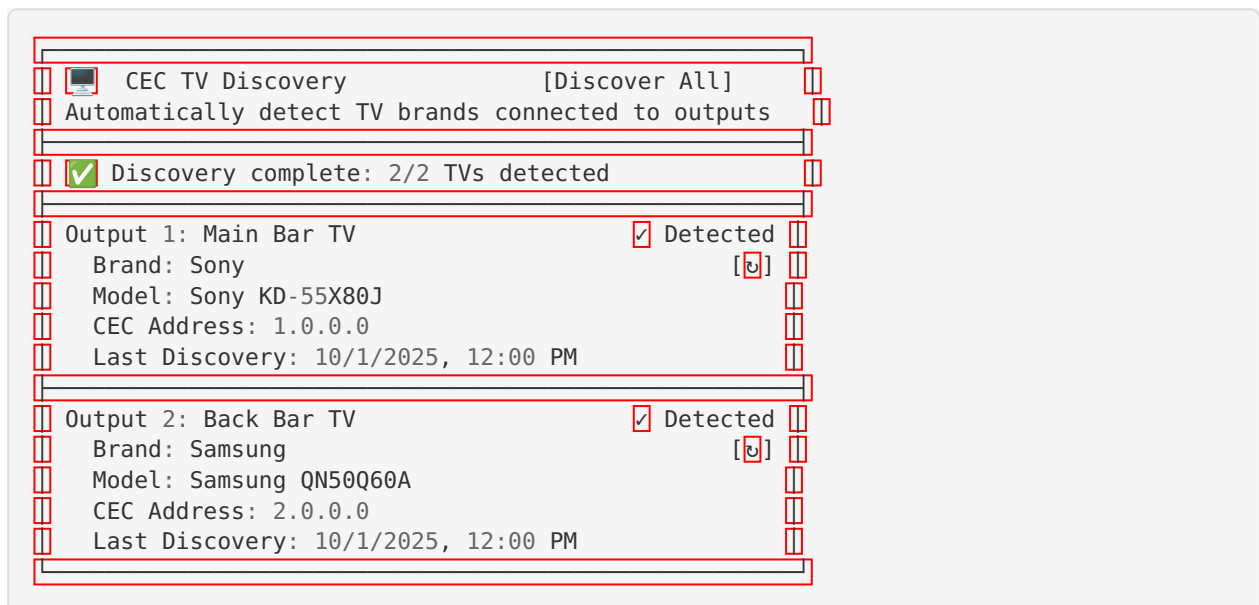 ┌─────────────────────────────────────────────────────────┐
│ 🖥️  CEC TV Discovery              [Discover All]     │
│ Automatically detect TV brands connected to outputs   │
├─────────────────────────────────────────────────────────┤
│ ✅ Discovery complete: 2/2 TVs detected              │
├─────────────────────────────────────────────────────────┤
│ Output 1: Main Bar TV                    ✓ Detected │
│   Brand: Sony                                   [↻] │
│   Model: Sony KD-55X80J                             │
│   CEC Address: 1.0.0.0                              │
│   Last Discovery: 10/1/2025, 12:00 PM               │
├─────────────────────────────────────────────────────────┤
│ Output 2: Back Bar TV                    ✓ Detected │
│   Brand: Samsung                                [↻] │
│   Model: Samsung QN50Q60A                           │
│   CEC Address: 2.0.0.0                              │
│   Last Discovery: 10/1/2025, 12:00 PM               │
└─────────────────────────────────────────────────────────┘